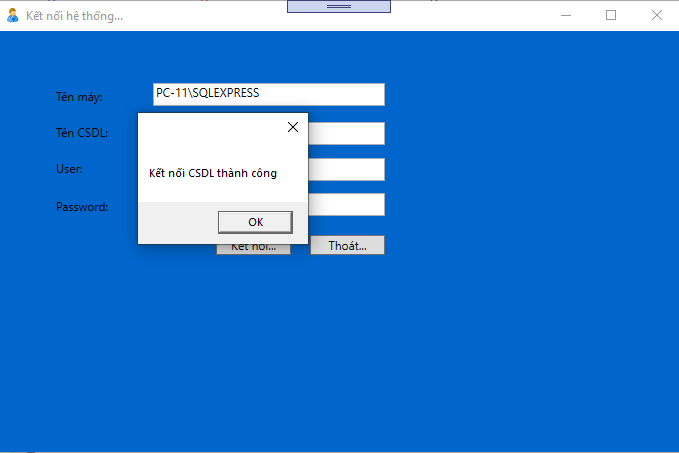 Kết nối hệ thống...
Tên máy:
PC-11\SQLEXPRESS
Tên CSDL:
Kết nối CSDL thành công
User:
Password:
OK
Kết nối...
Thoát...